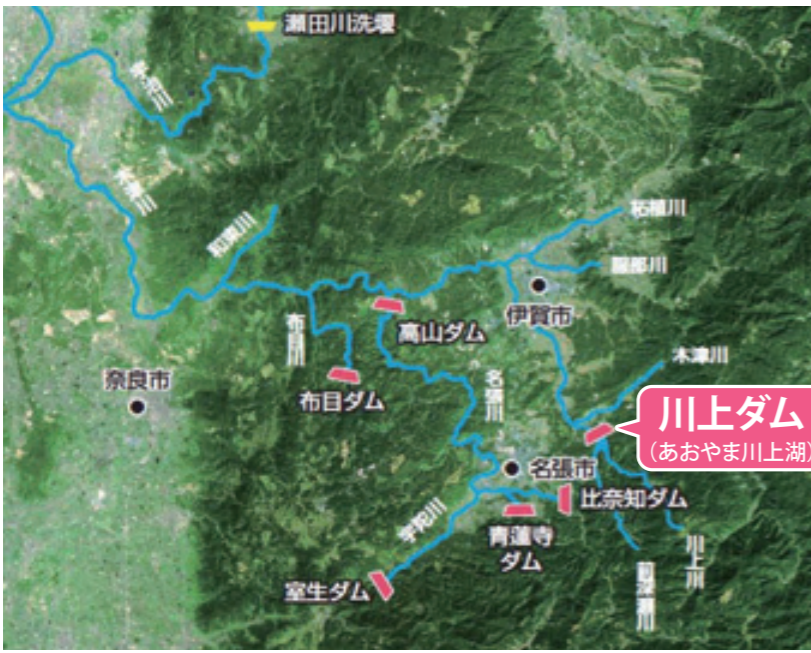 瀬田川洗堰
宇治川
木津川
和束川
柘植川
服部川
伊賀市
高山ダム
布目川
木津川
奈良市
布目ダム
名張川
川上ダム
(あおやま川上湖)
名張市
比奈知ダム
宇陀川
青蓮寺
ダム
川上川
前深瀬川
室生ダム